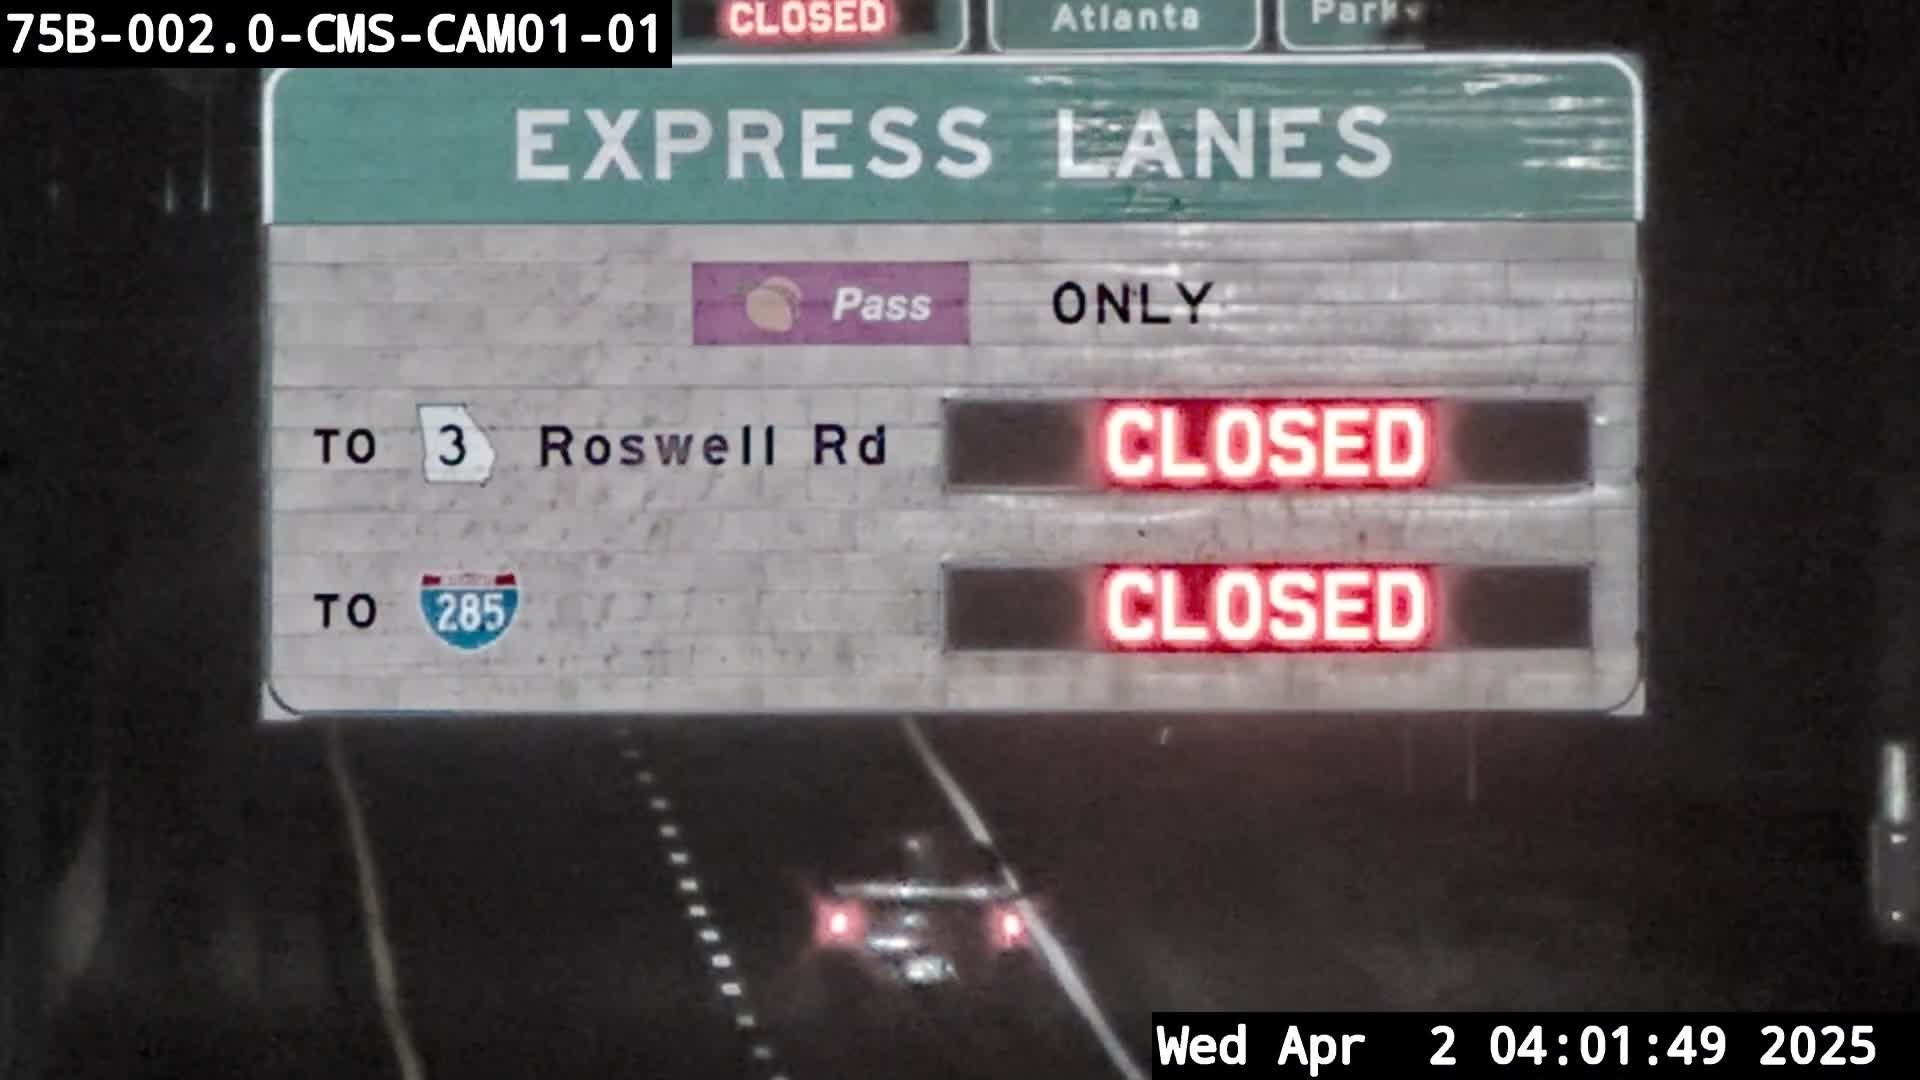 75B-002.0-CMS-CAM01-01
CLOSED
Atlanta
EXPRESS LANES
Pass ONLY
TO 3 Roswell Rd CLOSED
TO 285 CLOSED
Wed Apr 2 04:01:49 2025